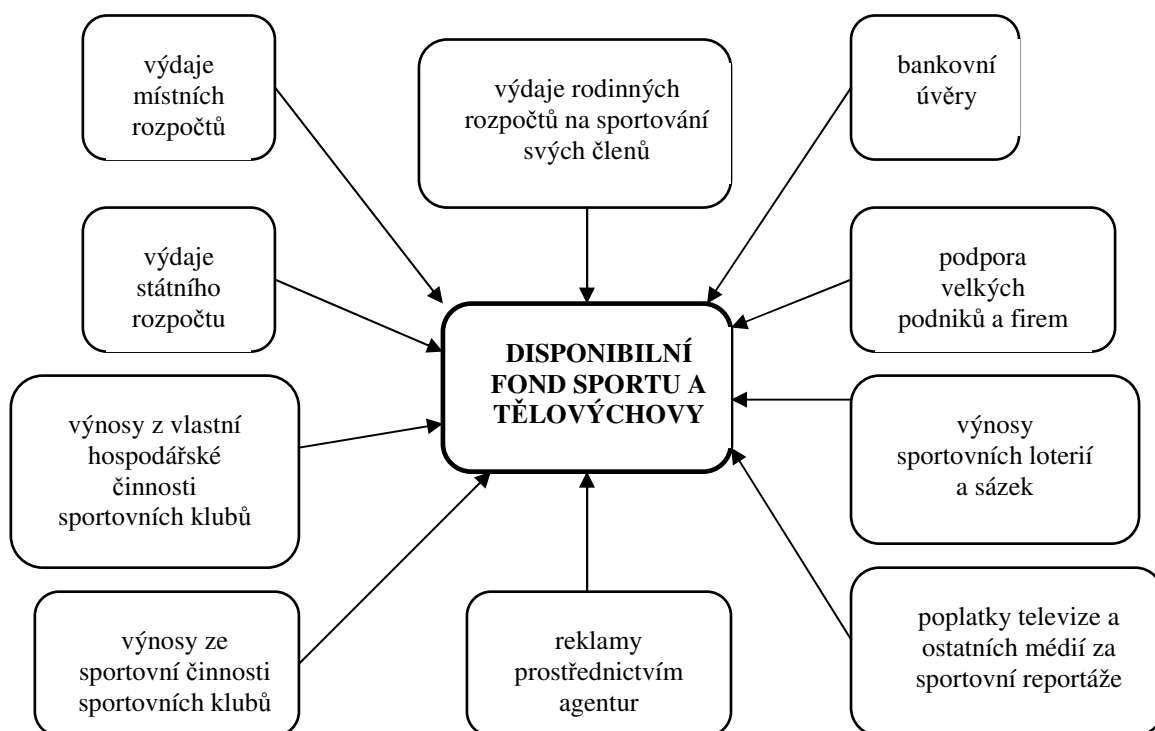 výdaje
místních
rozpočtů
výdaje rodinných
rozpočtů na sportování
svých členů
bankovní
úvěry
výdaje
státního
rozpočtu
podpora
velkých
podniků a firem
DISPONIBILNÍ
FOND SPORTU A
TĚLOVÝCHOVY
výnosy z vlastní
hospodářské
činnosti
sportovních klubů
výnosy
sportovních loterií
a sázek
výnosy ze
sportovní činnosti
sportovních klubů
reklamy
prostřednictvím
agentur
poplatky televize a
ostatních médií za
sportovní reportáže